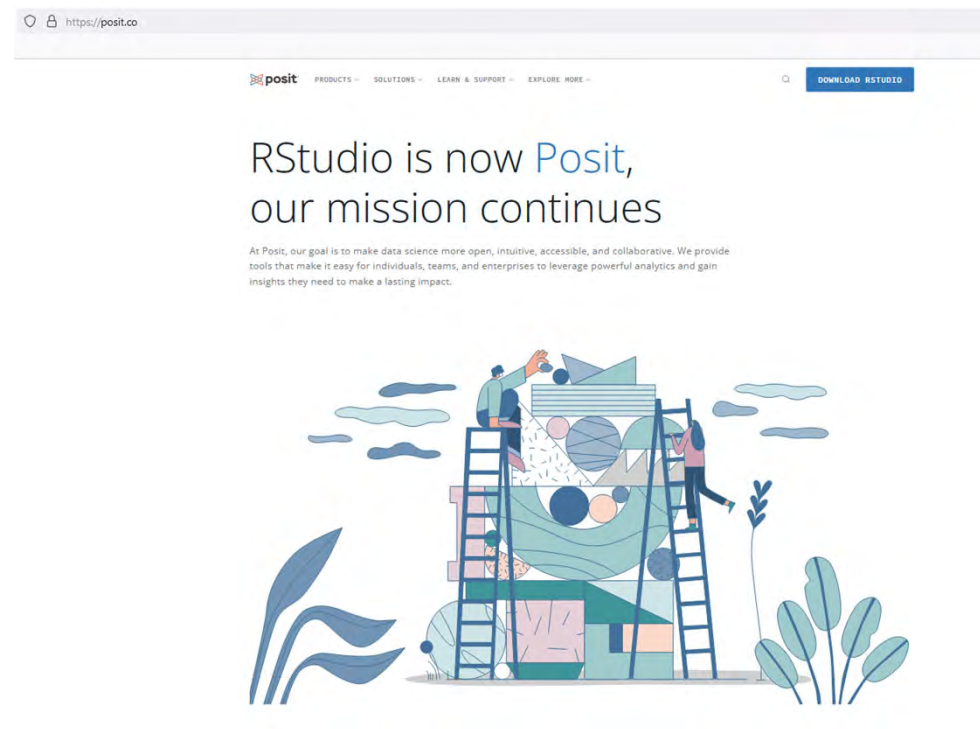 https://posit.co
posit PRODUCTS SOLUTIONS LEARN & SUPPORT EXPLORE MORE DOWNLOAD RSTUDIO
RStudio is now Posit,
our mission continues
At Posit, our goal is to make data science more open, intuitive, accessible, and collaborative. We provide
tools that make it easy for individuals, teams, and enterprises to leverage powerful analytics and gain
insights they need to make a lasting impact.